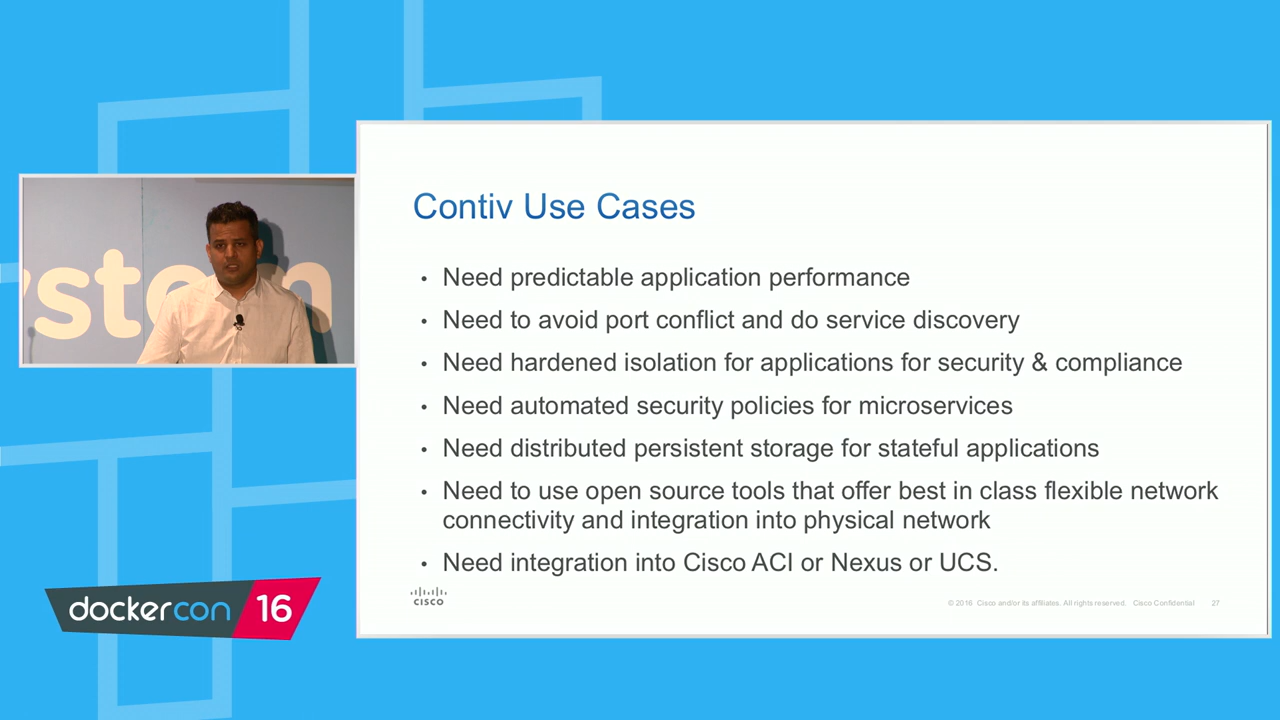 Contiv Use Cases
• Need predictable application performance
• Need to avoid port conflict and do service discovery
• Need hardened isolation for applications for security & compliance
• Need automated security policies for microservices
• Need distributed persistent storage for stateful applications
• Need to use open source tools that offer best in class flexible network
connectivity and integration into physical network
• Need integration into Cisco ACI or Nexus or UCS.
CISCO
© 2016 Cisco and/or its affiliates. All rights reserved. Cisco Confidential 27
dockercon 16